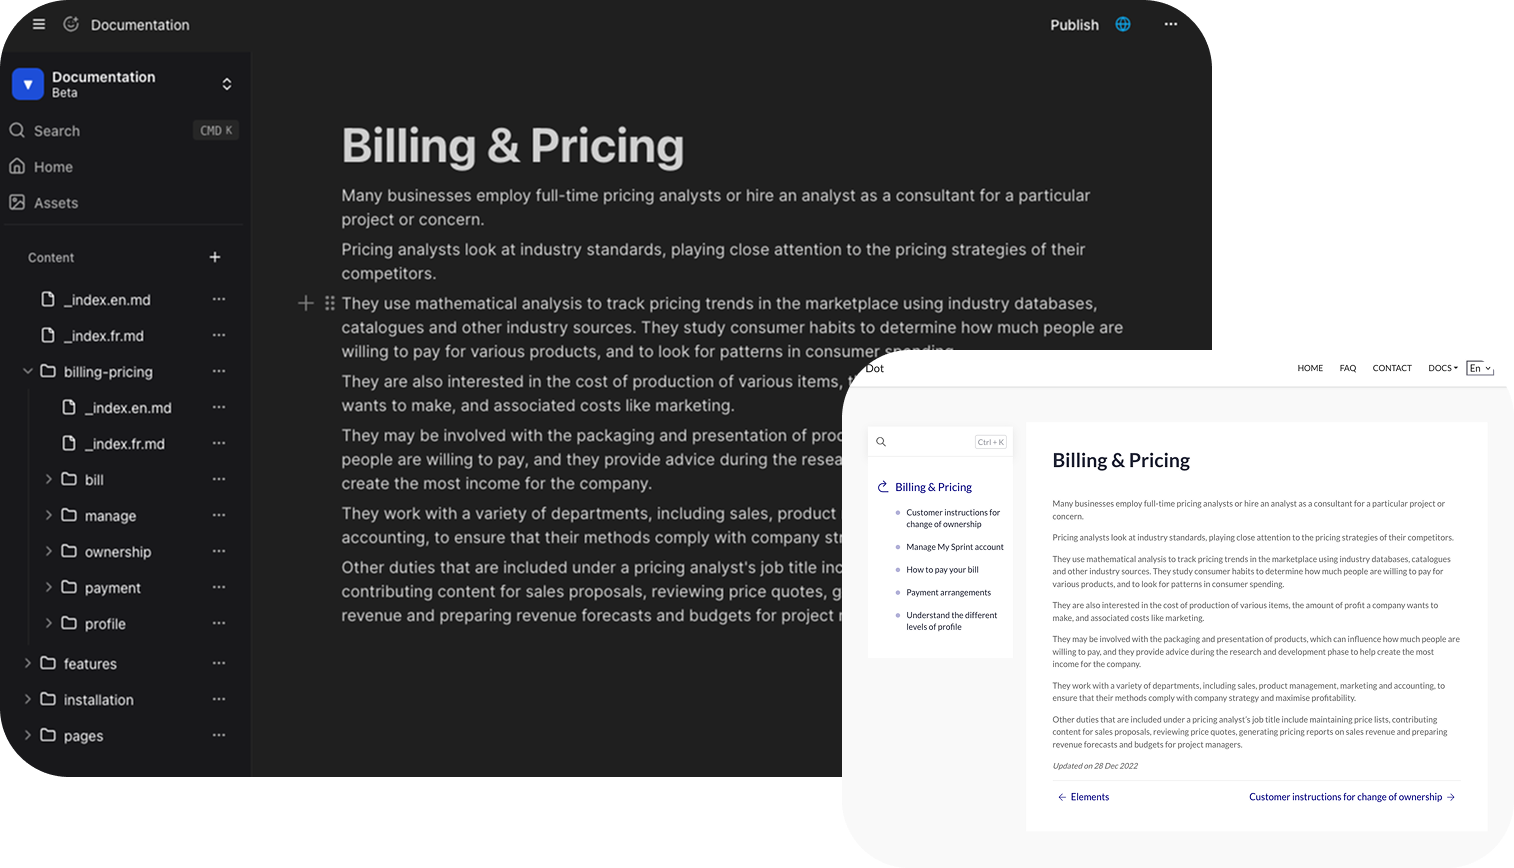 Documentation
Publish
Documentation
Beta
Search
CMD K
Home
Assets
Content
_index.en.md
_index.fr.md
billing-pricing
_index.en.md
_index.fr.md
bill
manage
ownership
payment
profile
features
installation
pages
Billing & Pricing
Many businesses employ full-time pricing analysts or hire an analyst as a consultant for a particular
project or concern.
Pricing analysts look at industry standards, playing close attention to the pricing strategies of their
competitors.
They use mathematical analysis to track pricing trends in the marketplace using industry databases,
catalogues and other industry sources. They study consumer habits to determine how much people are
willing to pay for various products, and to look for patterns in consumer spending.
They are also interested in the cost of production of various items,
wants to make, and associated costs like marketing.
They may be involved with the packaging and presentation of
people are willing to pay, and they provide advice during the
create the most income for the company.
They work with a variety of departments, including sales, product
accounting, to ensure that their methods comply with company
Other duties that are included under a pricing analyst's job title
contributing content for sales proposals, reviewing price quotes,
revenue and preparing revenue forecasts and budgets for project
Dot
HOME
FAQ
CONTACT
DOCS
En
Ctrl + K
Billing & Pricing
Customer instructions for
change of ownership
Manage My Sprint account
How to pay your bill
Payment arrangements
Understand the different
levels of profile
Billing & Pricing
Many businesses employ full-time pricing analysts or hire an analyst as a consultant for a particular project or
concern.
Pricing analysts look at industry standards, playing close attention to the pricing strategies of their competitors.
They use mathematical analysis to track pricing trends in the marketplace using industry databases, catalogues
and other industry sources. They study consumer habits to determine how much people are willing to pay for
various products, and to look for patterns in consumer spending.
They are also interested in the cost of production of various items, the amount of profit a company wants to
make, and associated costs like marketing.
They may be involved with the packaging and presentation of products, which can influence how much people are
willing to pay, and they provide advice during the research and development phase to help create the most
income for the company.
They work with a variety of departments, including sales, product management, marketing and accounting, to
ensure that their methods comply with company strategy and maximise profitability.
Other duties that are included under a pricing analyst's job title include maintaining price lists, contributing
content for sales proposals, reviewing price quotes, generating pricing reports on sales revenue and preparing
revenue forecasts and budgets for project managers.
Updated on 28 Dec 2022
← Elements
Customer instructions for change of ownership →